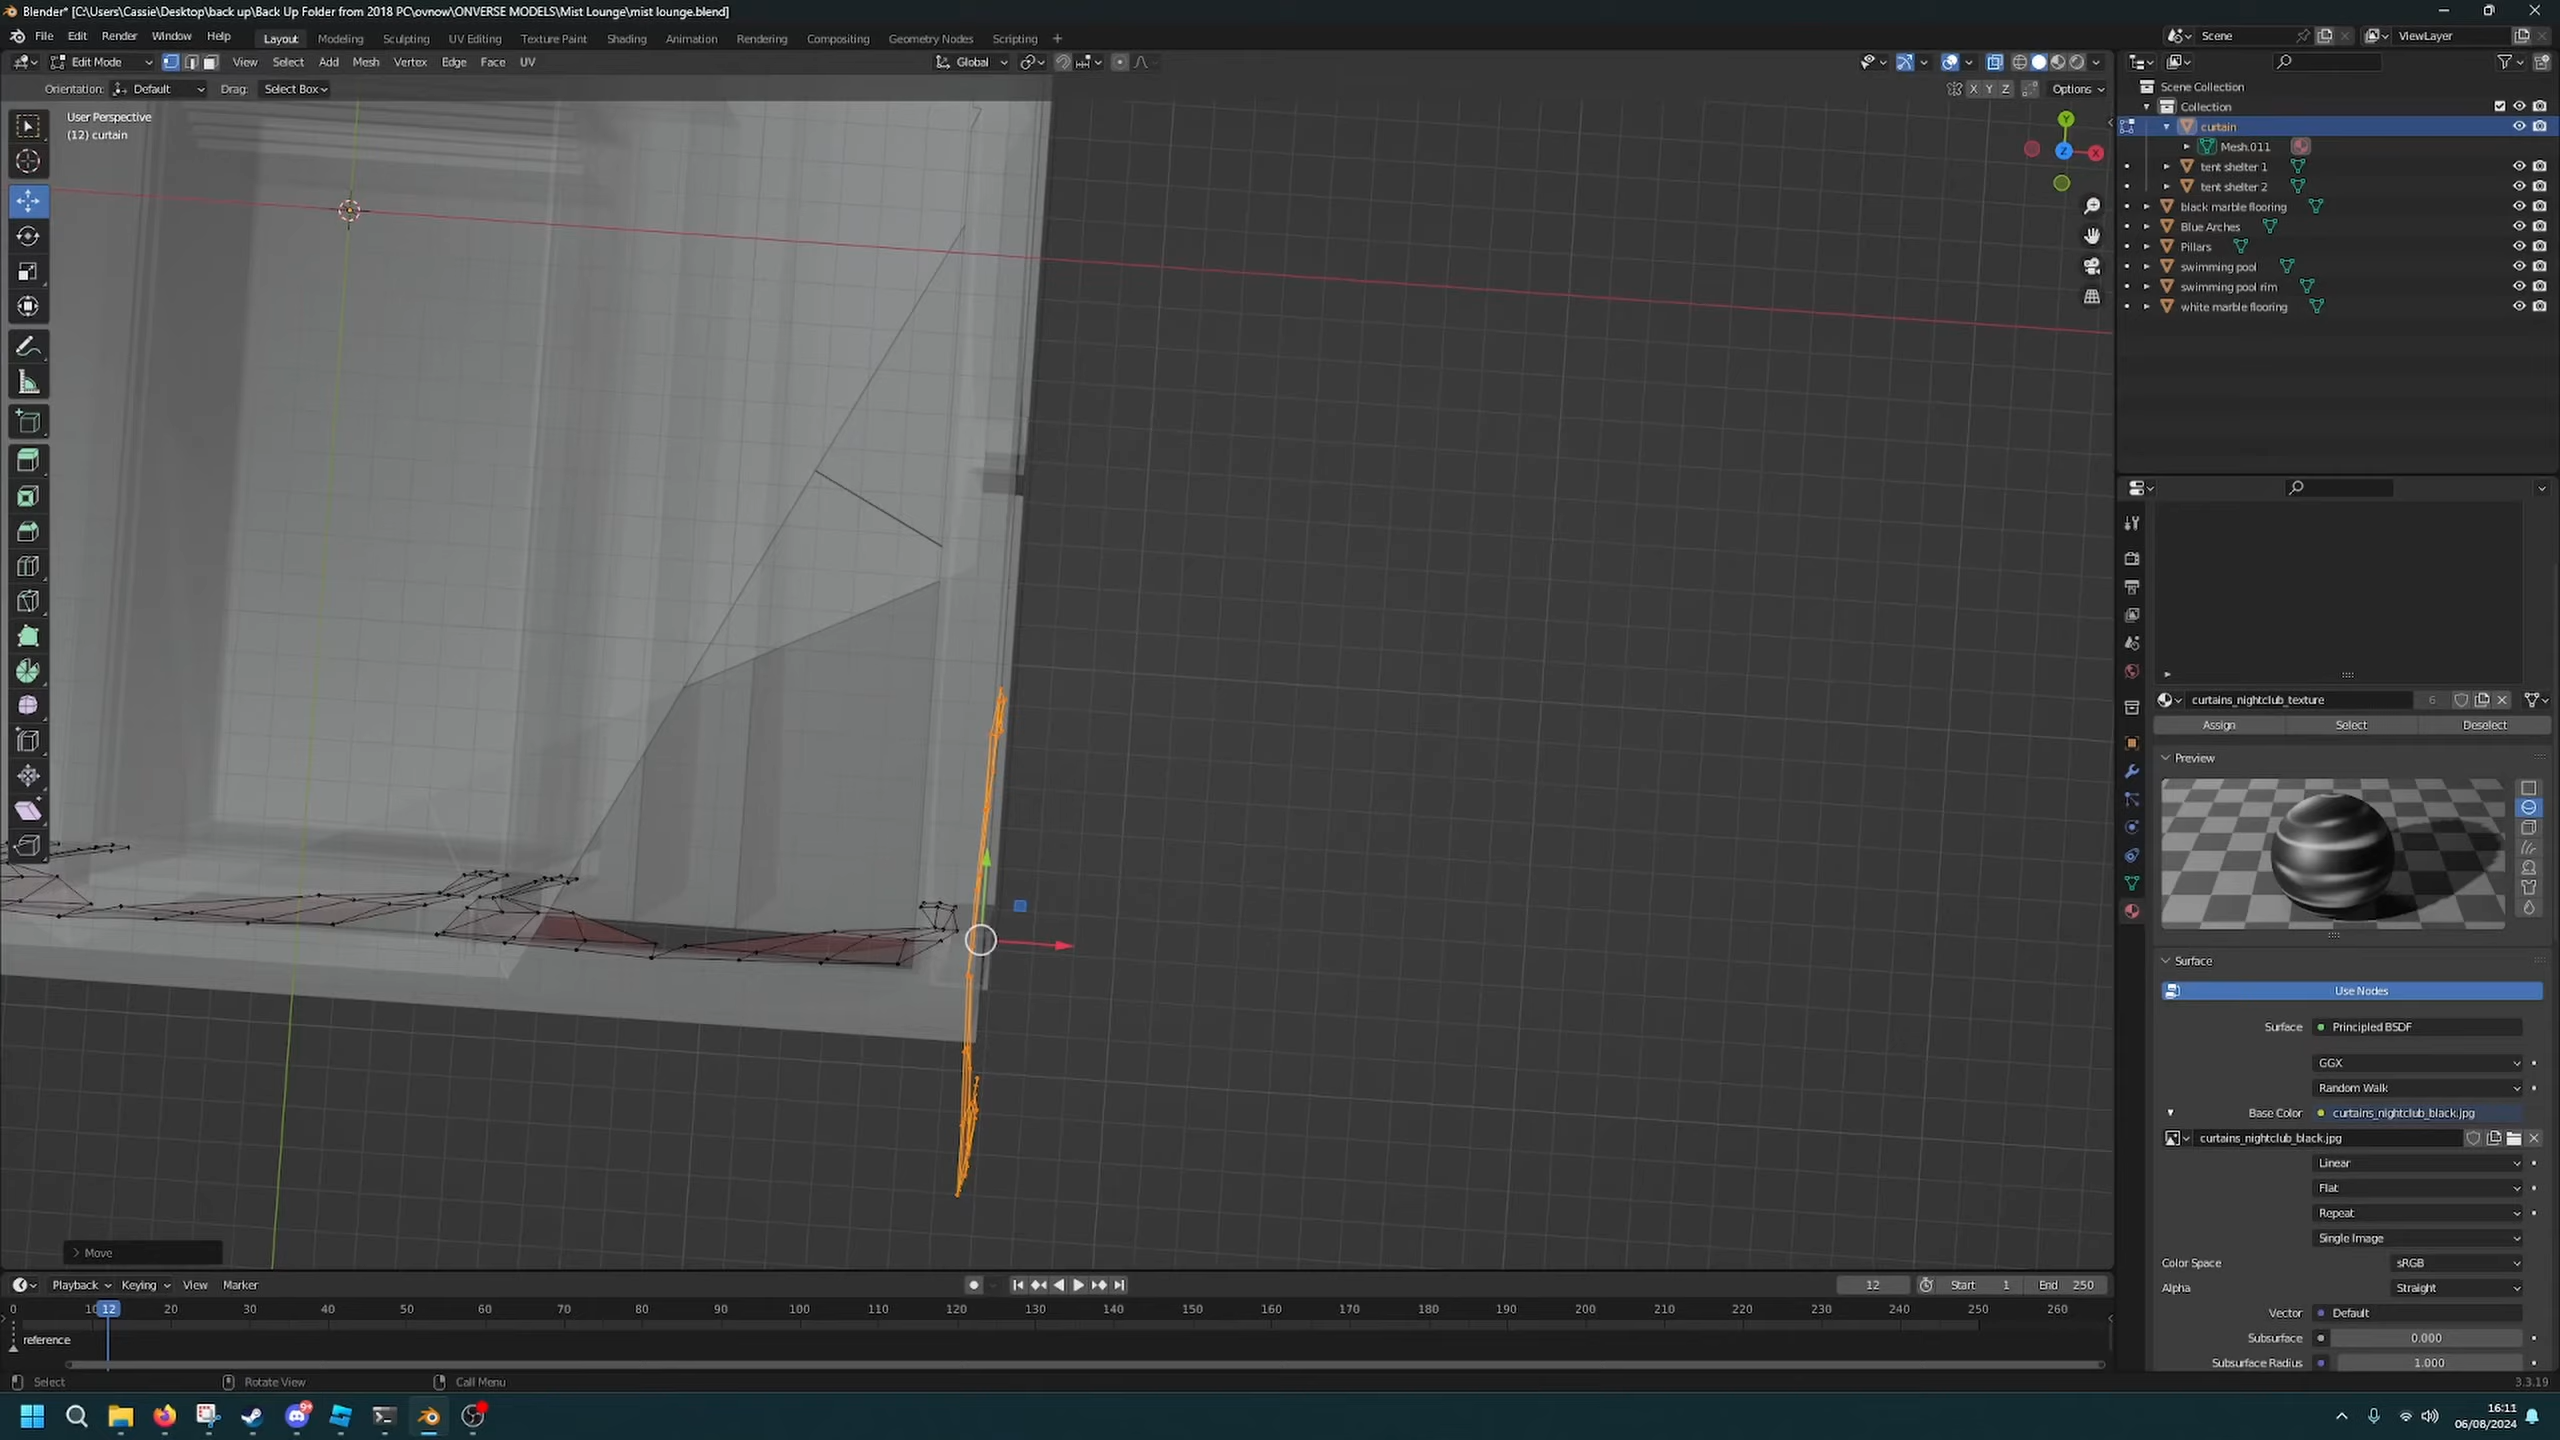 Blender* [C:\Users\Cassie\Desktop\back up\Back Up Folder from 2018 PC\ovnow\ONVERSE MODELS\Mist Lounge\mist lounge.blend]
File Edit Render Window Help Layout Modeling Sculpting UV Editing Texture Paint Shading Animation Rendering Compositing Geometry Nodes Scripting +
Scene ViewLayer
Edit Mode View Select Add Mesh Vertex Edge Face UV Global
Orientation: Default Drag: Select Box X Y Z Options
User Perspective
(12) curtain
Y
Z X
Scene Collection
Collection
curtain
Mesh.011
tent shelter 1
tent shelter 2
black marble flooring
Blue Arches
Pillars
swimming pool
swimming pool rim
white marble flooring
curtains_nightclub_texture 6
Assign Select Deselect
Preview
Surface
Use Nodes
Surface Principled BSDF
GGX
Random Walk
Base Color curtains_nightclub_black.jpg
curtains_nightclub_black.jpg
Linear
Flat
Repeat
Single Image
Color Space sRGB
Alpha Straight
Vector Default
Subsurface 0.000
Subsurface Radius 1.000
Move
Playback Keying View Marker 12 Start 1 End 250
0 10 12 20 30 40 50 60 70 80 90 100 110 120 130 140 150 160 170 180 190 200 210 220 230 240 250 260
reference
Select Rotate View Call Menu 3.3.19
9+
16:11
06/08/2024